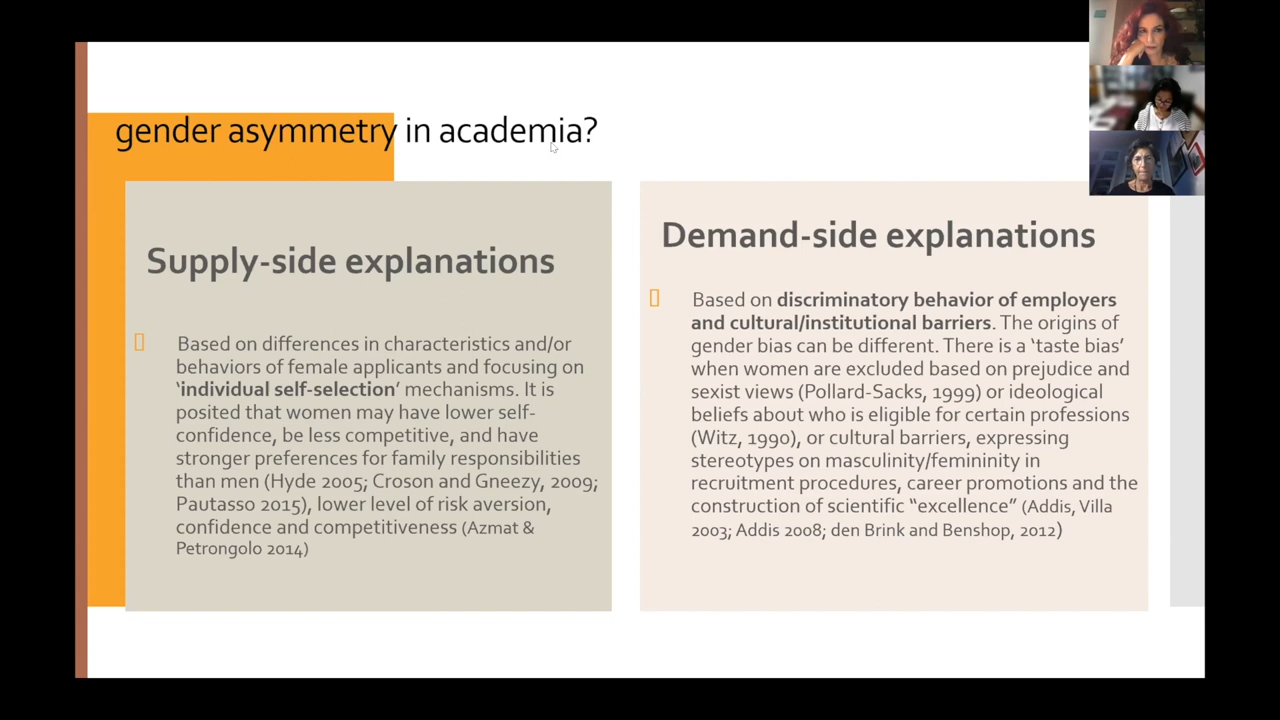 gender asymmetry in academia?
Supply-side explanations
Based on differences in characteristics and/or
behaviors of female applicants and focusing on
‘individual self-selection’ mechanisms. It is
posited that women may have lower self-
confidence, be less competitive, and have
stronger preferences for family responsibilities
than men (Hyde 2005; Croson and Gneezy, 2009;
Pautasso 2015), lower level of risk aversion,
confidence and competitiveness (Azmat &
Petrongolo 2014)
Demand-side explanations
Based on discriminatory behavior of employers
and cultural/institutional barriers. The origins of
gender bias can be different. There is a ‘taste bias’
when women are excluded based on prejudice and
sexist views (Pollard-Sacks, 1999) or ideological
beliefs about who is eligible for certain professions
(Witz, 1990), or cultural barriers, expressing
stereotypes on masculinity/femininity in
recruitment procedures, career promotions and the
construction of scientific “excellence” (Addis, Villa
2003; Addis 2008; den Brink and Benshop, 2012)